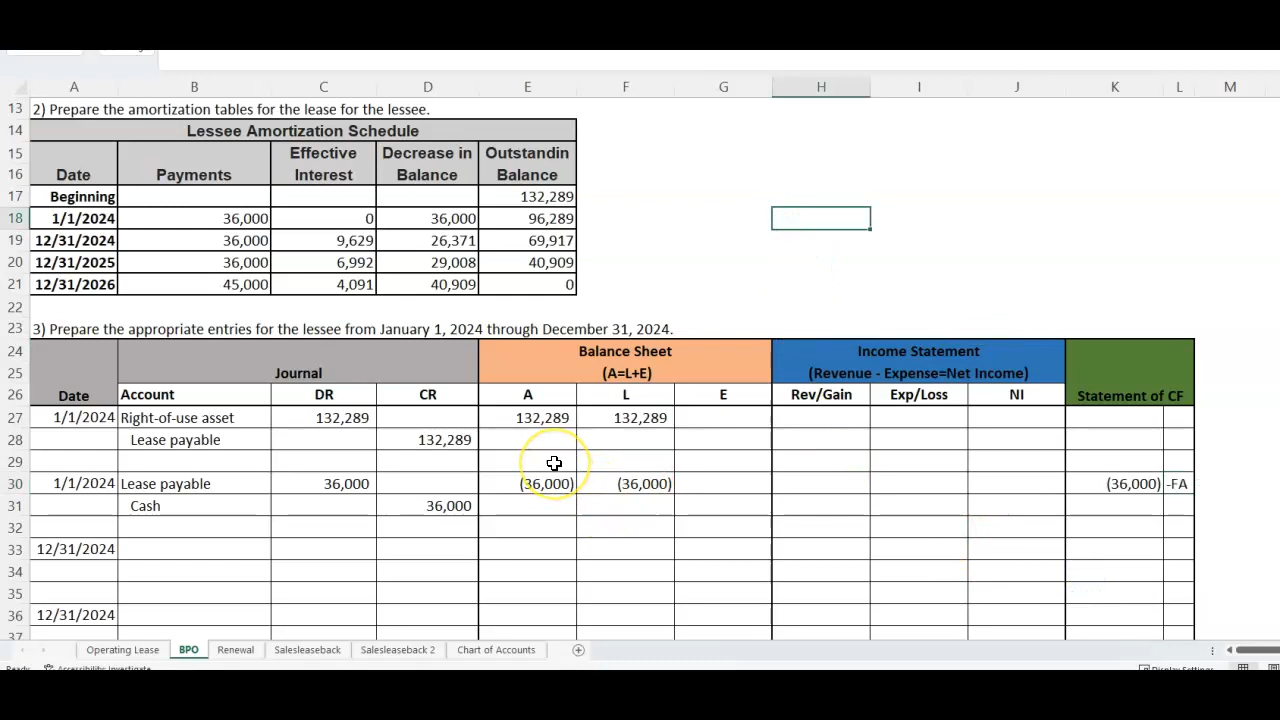 A B C D E F G H I J K L M
13 2) Prepare the amortization tables for the lease for the lessee.
14 Lessee Amortization Schedule
15 Effective Decrease in Outstandin
16 Date Payments Interest Balance Balance
17 Beginning 132,289
18 1/1/2024 36,000 0 36,000 96,289
19 12/31/2024 36,000 9,629 26,371 69,917
20 12/31/2025 36,000 6,992 29,008 40,909
21 12/31/2026 45,000 4,091 40,909 0
22
23 3) Prepare the appropriate entries for the lessee from January 1, 2024 through December 31, 2024.
24 Balance Sheet Income Statement
25 Journal (A=L+E) (Revenue - Expense=Net Income)
26 Date Account DR CR A L E Rev/Gain Exp/Loss NI Statement of CF
27 1/1/2024 Right-of-use asset 132,289 132,289 132,289
28 Lease payable 132,289
29
30 1/1/2024 Lease payable 36,000 (36,000) (36,000) (36,000) -FA
31 Cash 36,000
32
33 12/31/2024
34
35
36 12/31/2024
37
Operating Lease BPO Renewal Salesleaseback Salesleaseback 2 Chart of Accounts
Ready Accessibility: Investigate Display Settings